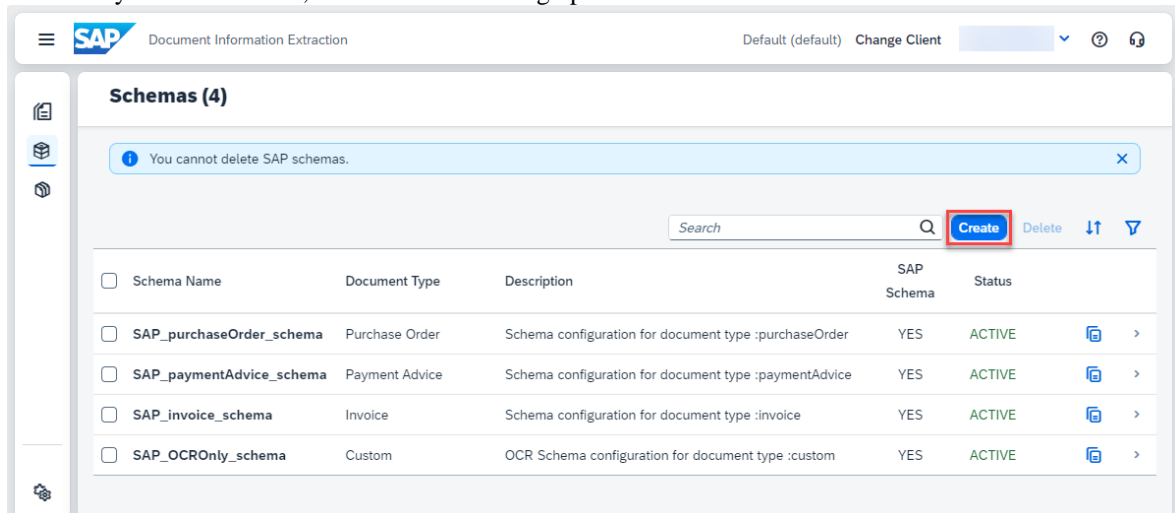 SAP Document Information Extraction Default (default) Change Client
Schemas (4)
You cannot delete SAP schemas.
Search Create Delete
Schema Name Document Type Description SAP Schema Status
SAP_purchaseOrder_schema Purchase Order Schema configuration for document type :purchaseOrder YES ACTIVE
SAP_paymentAdvice_schema Payment Advice Schema configuration for document type :paymentAdvice YES ACTIVE
SAP_invoice_schema Invoice Schema configuration for document type :invoice YES ACTIVE
SAP_OCROnly_schema Custom OCR Schema configuration for document type :custom YES ACTIVE